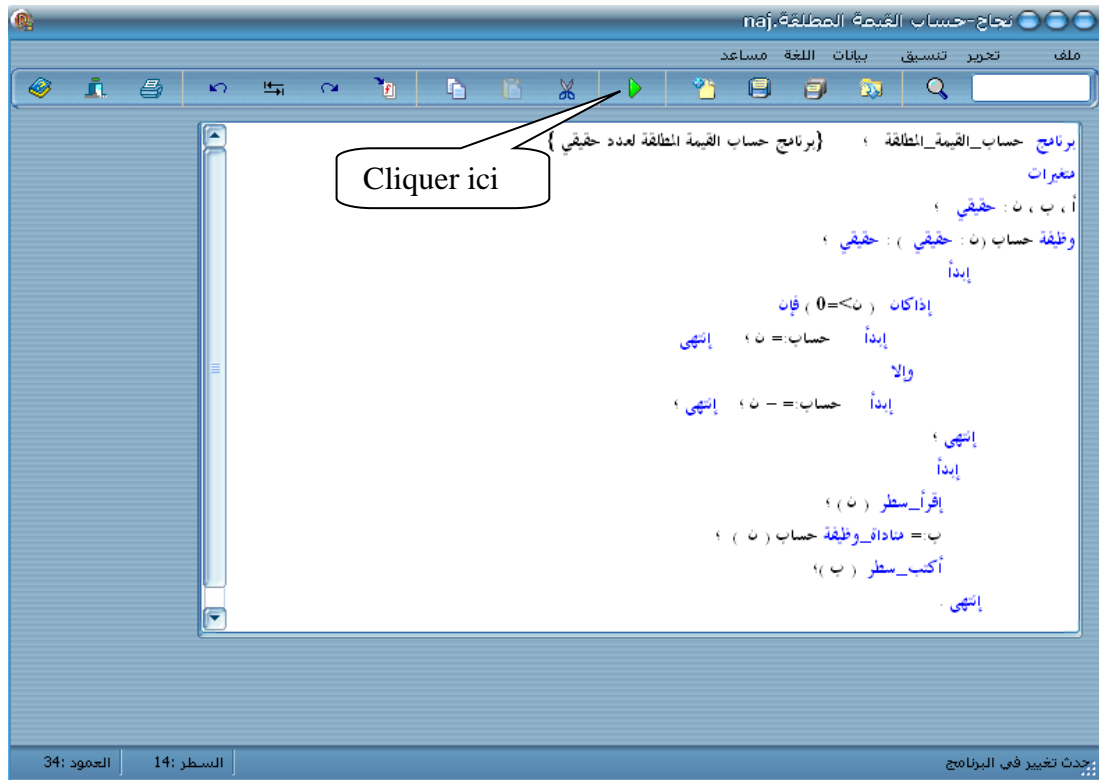 نجاح-حساب القيمة المطلقة.naj
ملف تحرير تنسيق بيانات اللغة مساعد
Cliquer ici
برنامج حساب_القيمة_المطلقة ؛ {برنامج حساب القيمة المطلقة لعدد حقيقي }
متغيرات
أ ، ب ، ن : حقيقي ؛
وظيفة حساب (ن : حقيقي ) : حقيقي ؛
إبدأ
إذاكان ( ن>=0 ) فإن
إبدأ حساب:= ن ؛ إنتهى
وإلا
إبدأ حساب:= – ن ؛ إنتهى ؛
إنتهى ؛
إبدأ
إقرأ_سطر ( ن ) ؛
ب:= مناداة_وظيفة حساب ( ن ) ؛
أكتب_سطر ( ب )؛
إنتهى .
حدث تغيير في البرنامج
السطر :14 العمود :34